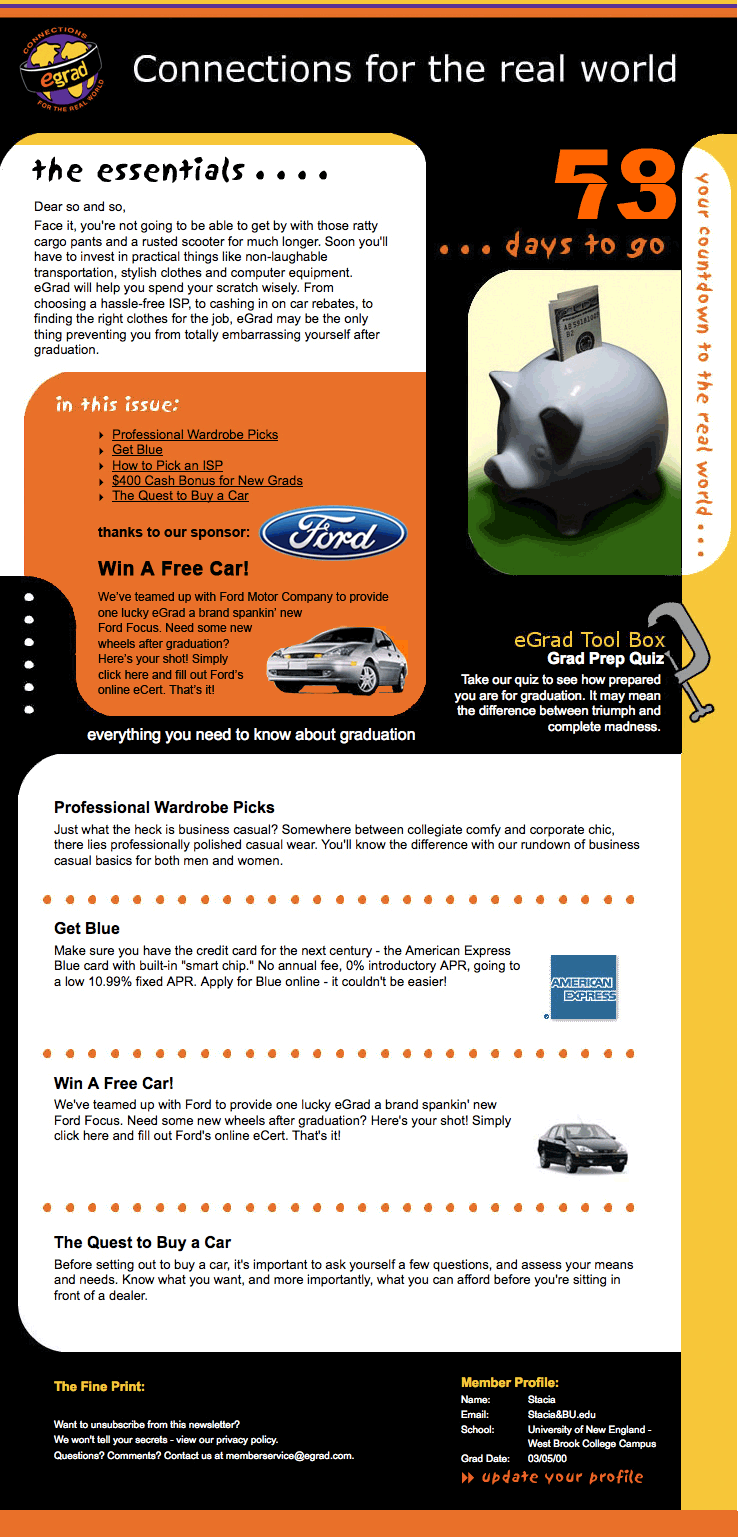 CONNECTIONS
egrad
FOR THE REAL WORLD
Connections for the real world
the essentials....
Dear so and so,
Face it, you're not going to be able to get by with those ratty
cargo pants and a rusted scooter for much longer. Soon you'll
have to invest in practical things like non-laughable
transportation, stylish clothes and computer equipment.
eGrad will help you spend your scratch wisely. From
choosing a hassle-free ISP, to cashing in on car rebates, to
finding the right clothes for the job, eGrad may be the only
thing preventing you from totally embarrassing yourself after
graduation.
53
...days to go
your countdown to the real world...
in this issue:
Professional Wardrobe Picks
Get Blue
How to Pick an ISP
$400 Cash Bonus for New Grads
The Quest to Buy a Car
thanks to our sponsor:
Ford
Win A Free Car!
We've teamed up with Ford Motor Company to provide
one lucky eGrad a brand spankin' new
Ford Focus. Need some new
wheels after graduation?
Here's your shot! Simply
click here and fill out Ford's
online eCert. That's it!
eGrad Tool Box
Grad Prep Quiz
Take our quiz to see how prepared
you are for graduation. It may mean
the difference between triumph and
complete madness.
everything you need to know about graduation
Professional Wardrobe Picks
Just what the heck is business casual? Somewhere between collegiate comfy and corporate chic,
there lies professionally polished casual wear. You'll know the difference with our rundown of business
casual basics for both men and women.
Get Blue
Make sure you have the credit card for the next century - the American Express
Blue card with built-in "smart chip." No annual fee, 0% introductory APR, going to
a low 10.99% fixed APR. Apply for Blue online - it couldn't be easier!
AMERICAN
EXPRESS
Win A Free Car!
We've teamed up with Ford to provide one lucky eGrad a brand spankin' new
Ford Focus. Need some new wheels after graduation? Here's your shot! Simply
click here and fill out Ford's online eCert. That's it!
The Quest to Buy a Car
Before setting out to buy a car, it's important to ask yourself a few questions, and assess your means
and needs. Know what you want, and more importantly, what you can afford before you're sitting in
front of a dealer.
The Fine Print:
Want to unsubscribe from this newsletter?
We won't tell your secrets - view our privacy policy.
Questions? Comments? Contact us at memberservice@egrad.com.
Member Profile:
Name: Stacia
Email: Stacia&BU.edu
School: University of New England -
West Brook College Campus
Grad Date: 03/05/00
update your profile